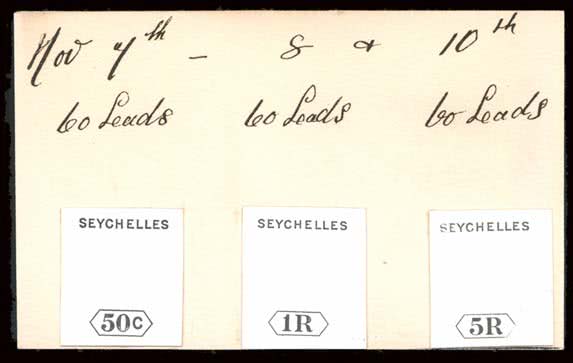 Nov 7th - 8 & 10th
60 Leads 60 Leads 60 Leads
SEYCHELLES SEYCHELLES SEYCHELLES
50C 1R 5R